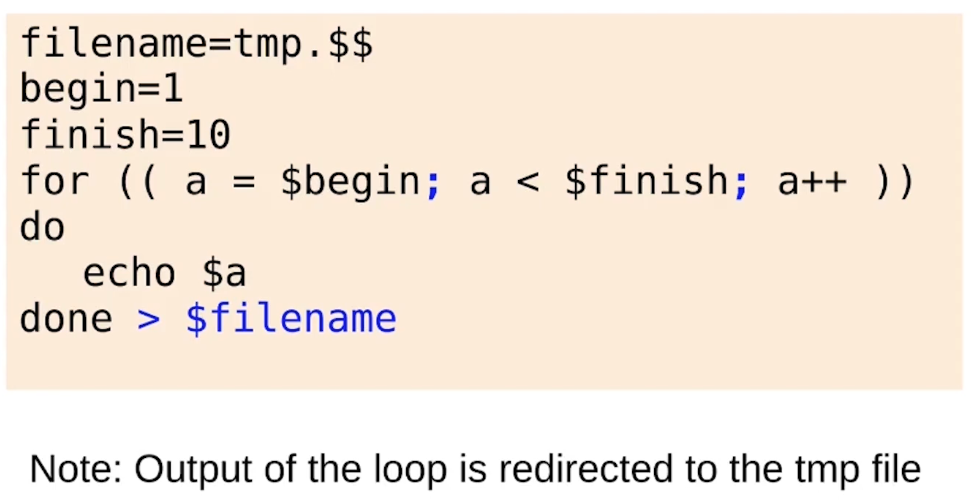 filename=tmp.$$
begin=1
finish=10
for (( a = $begin; a < $finish; a++ ))
do
   echo $a
done > $filename
Note: Output of the loop is redirected to the tmp file